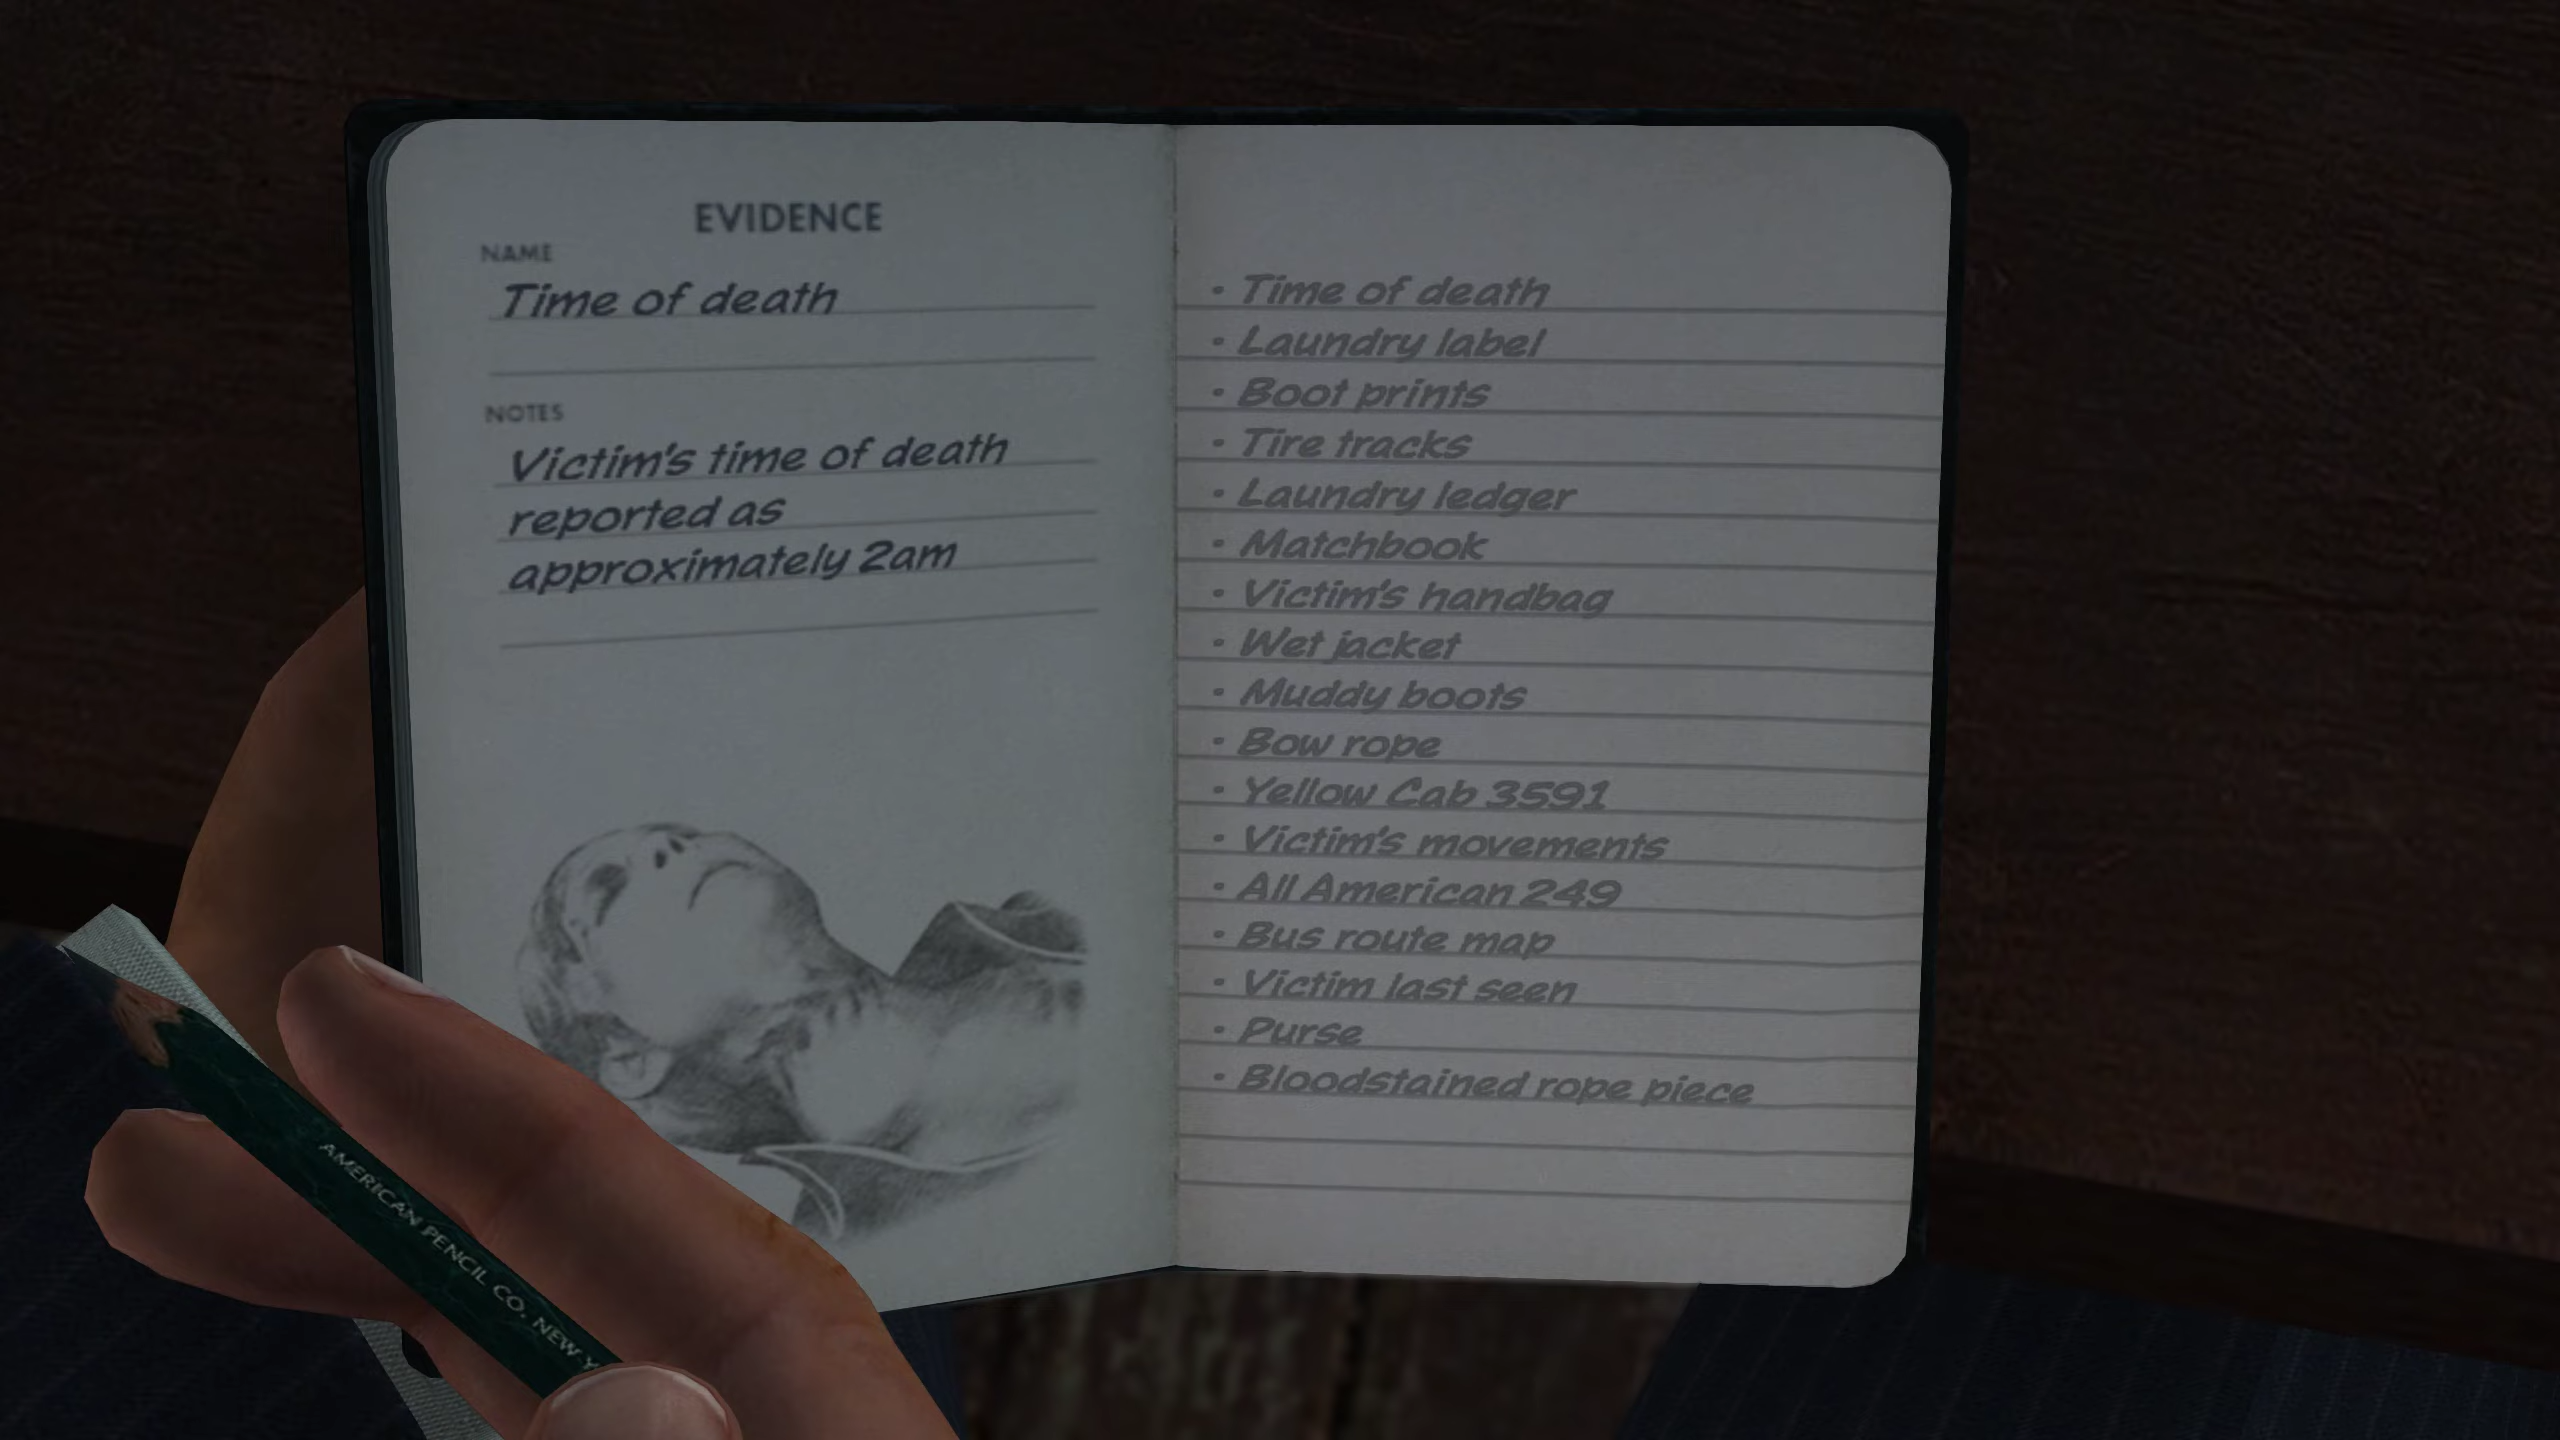 EVIDENCE
NAME
Time of death
NOTES
Victim's time of death
reported as
approximately 2am
• Time of death
• Laundry label
• Boot prints
• Tire tracks
• Laundry ledger
• Matchbook
• Victim's handbag
• Wet jacket
• Muddy boots
• Bow rope
• Yellow Cab 3591
• Victim's movements
• All American 249
• Bus route map
• Victim last seen
• Purse
• Bloodstained rope piece
AMERICAN PENCIL CO. NEW Y